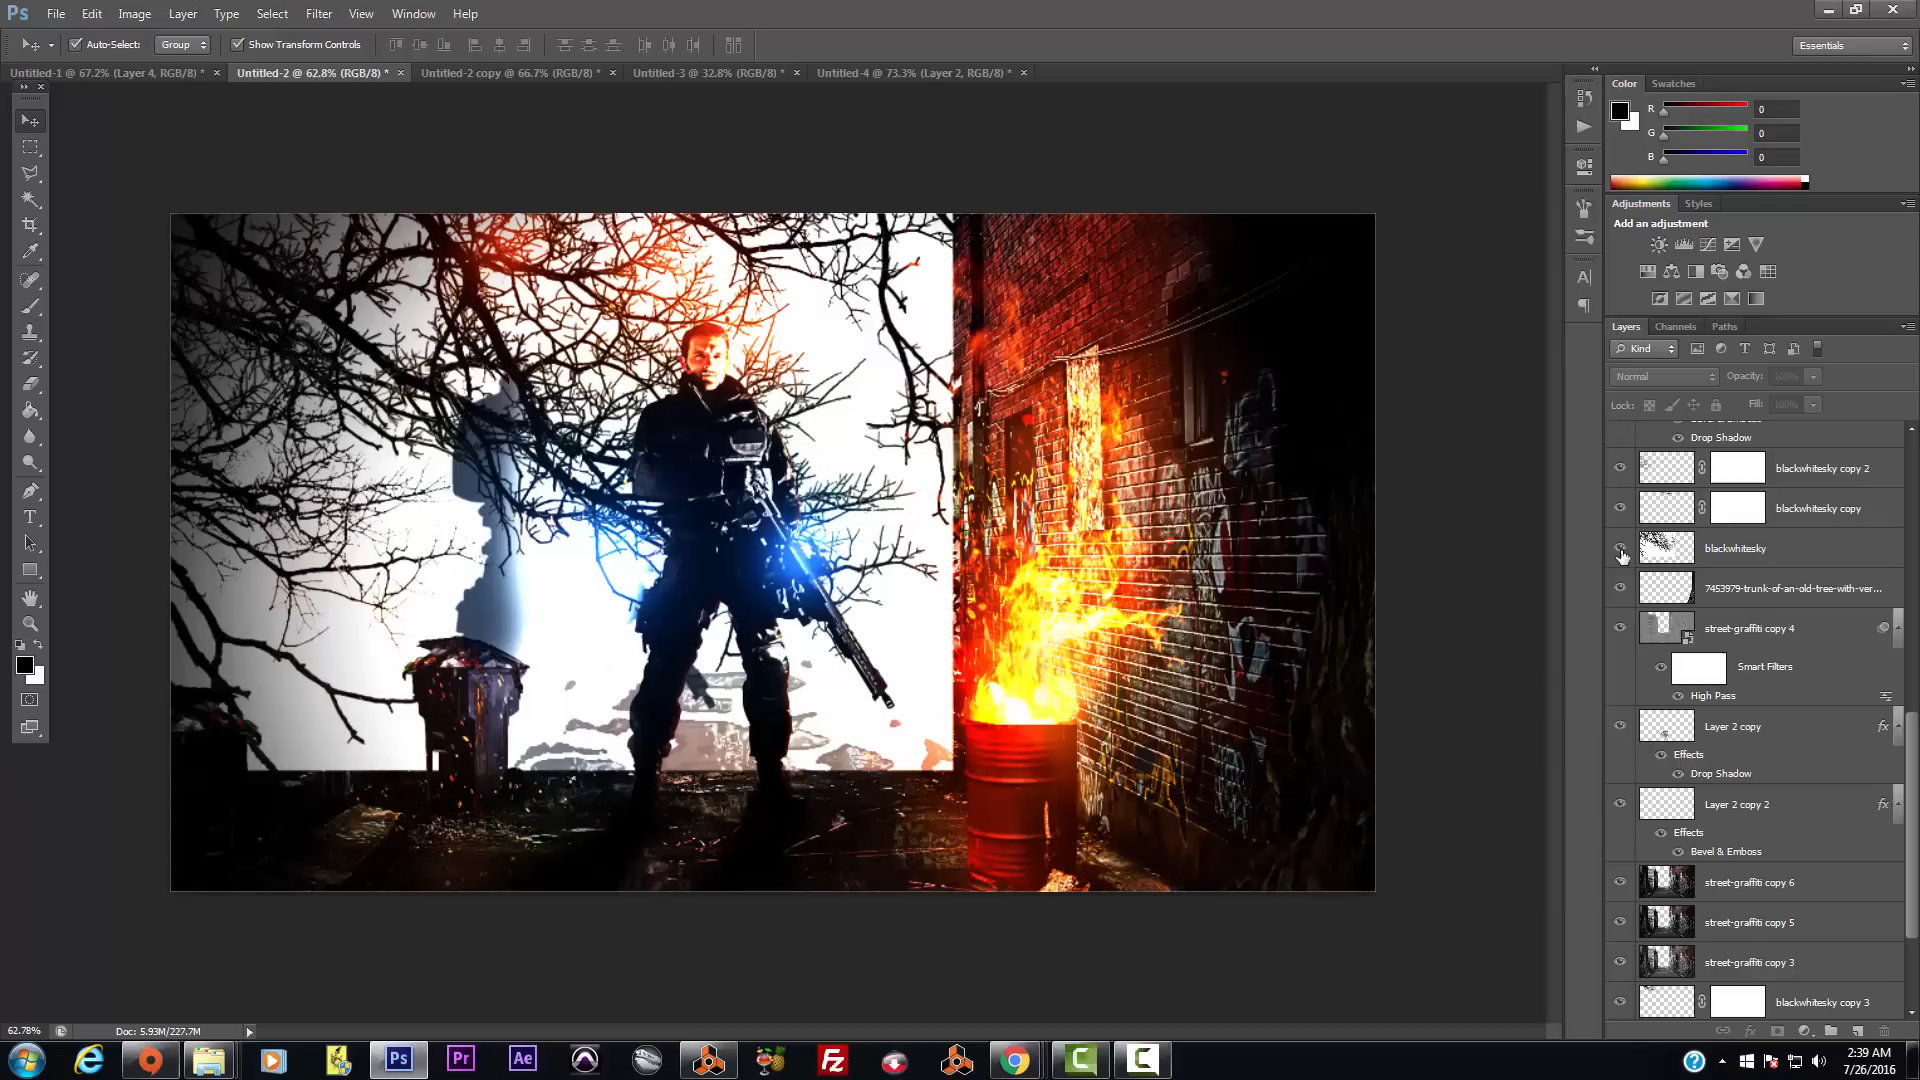 Ps File Edit Image Layer Type Select Filter View Window Help
Auto-Select: Group Show Transform Controls Essentials
Untitled-1 @ 67.2% (Layer 4, RGB/8) * × Untitled-2 @ 62.8% (RGB/8) * × Untitled-2 copy @ 66.7% (RGB/8) * × Untitled-3 @ 32.8% (RGB/8) * × Untitled-4 @ 73.3% (Layer 2, RGB/8) * ×
Color Swatches
R 0
G 0
B 0
Adjustments Styles
Add an adjustment
Layers Channels Paths
Kind
Normal Opacity: 100%
Lock: Fill: 100%
Drop Shadow
blackwhitesky copy 2
blackwhitesky copy
blackwhitesky
7453979-trunk-of-an-old-tree-with-ver...
street-graffiti copy 4
Smart Filters
High Pass
Layer 2 copy fx
Effects
Drop Shadow
Layer 2 copy 2 fx
Effects
Bevel & Emboss
street-graffiti copy 6
street-graffiti copy 5
street-graffiti copy 3
blackwhitesky copy 3
62.78% Doc: 5.93M/227.7M
Ps Pr Ae Fz C C
2:39 AM
7/26/2016